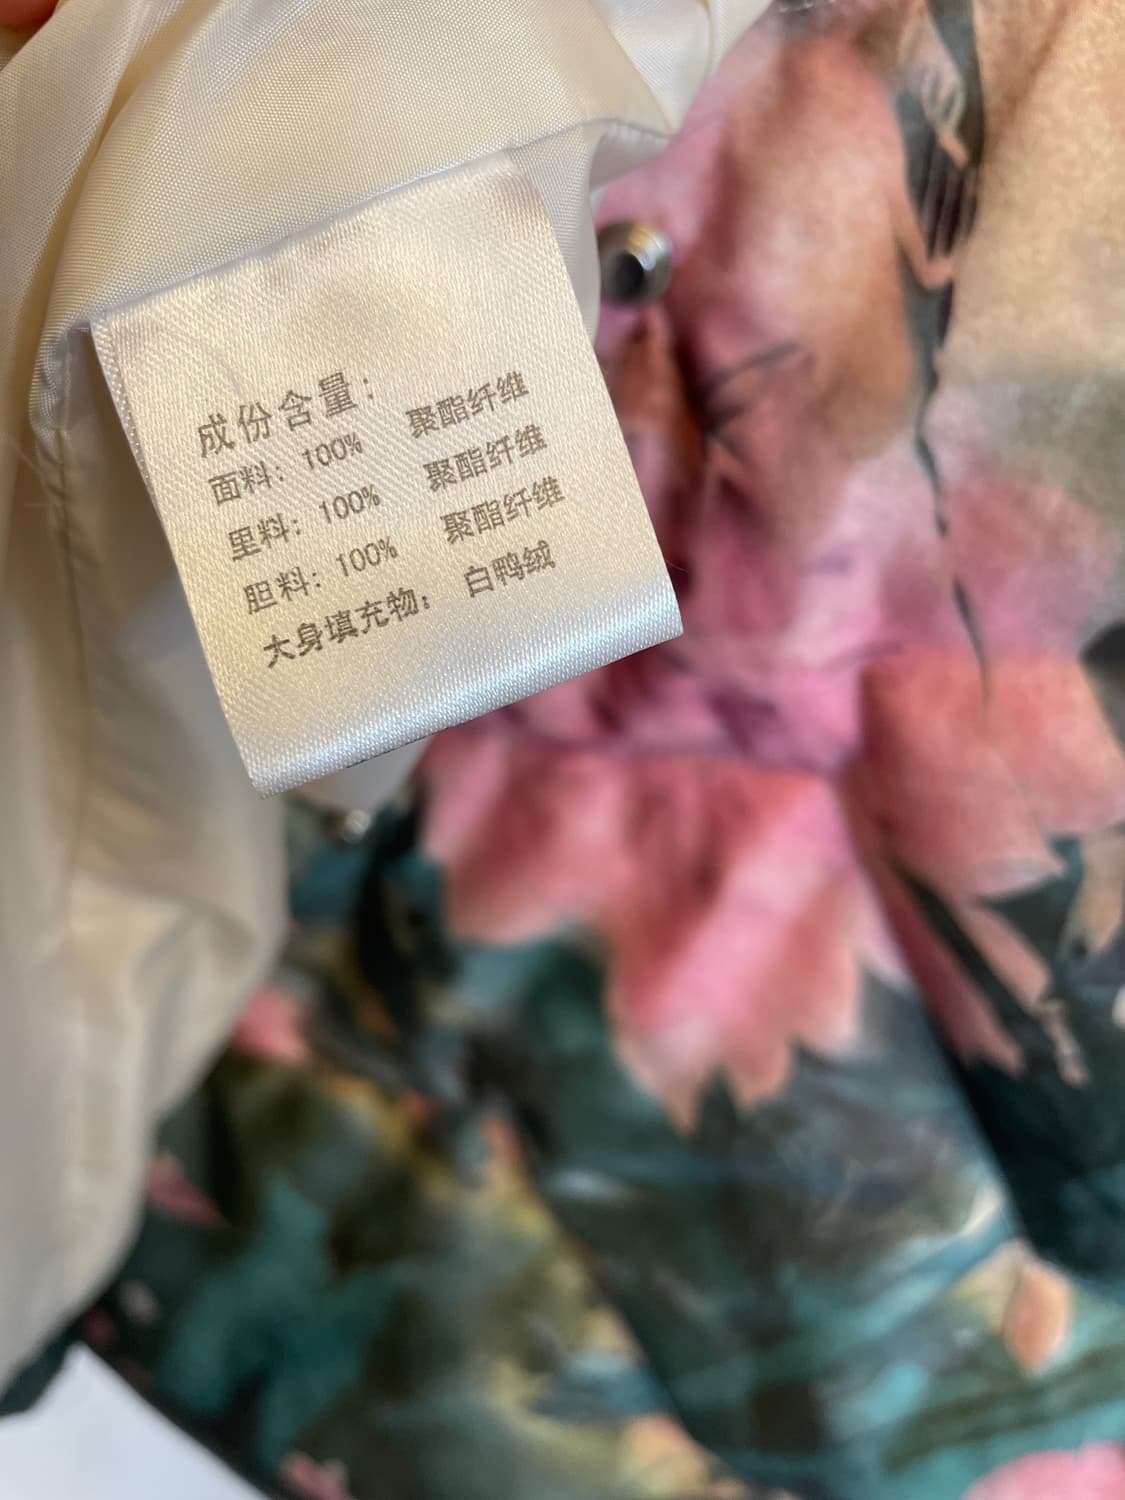 成份含量：
面料：100% 聚酯纤维
里料：100% 聚酯纤维
胆料：100% 聚酯纤维
大身填充物： 白鸭绒